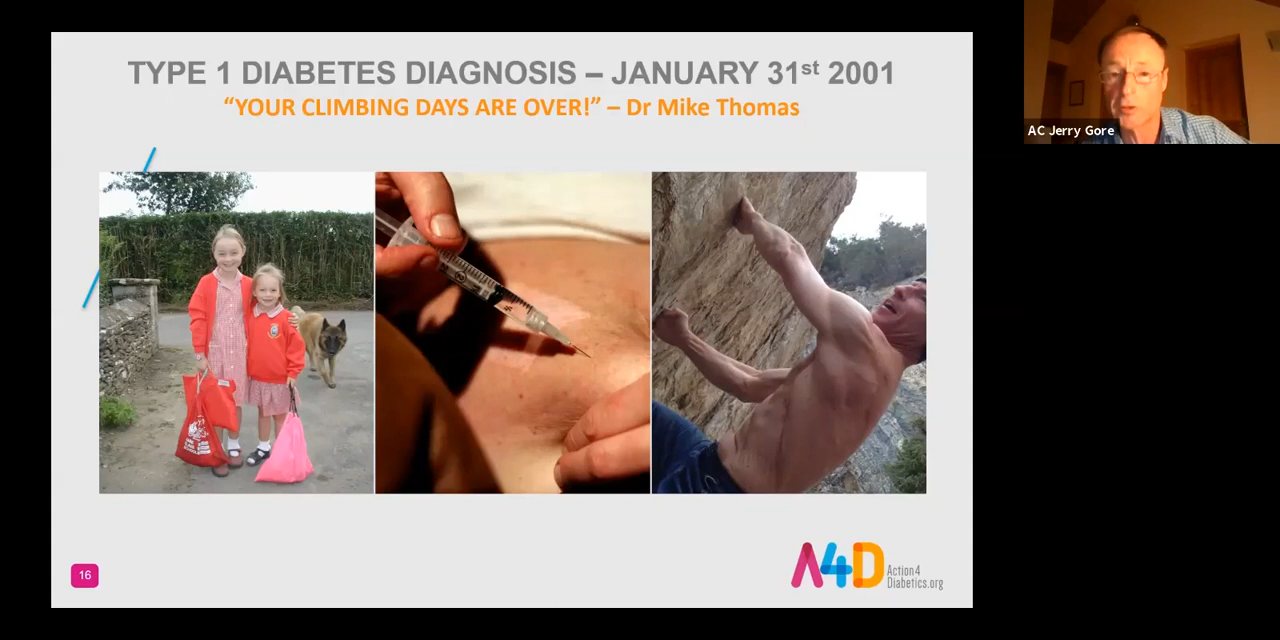 TYPE 1 DIABETES DIAGNOSIS – JANUARY 31st 2001
“YOUR CLIMBING DAYS ARE OVER!” – Dr Mike Thomas
AC Jerry Gore
16
A4D
Action4
Diabetics.org